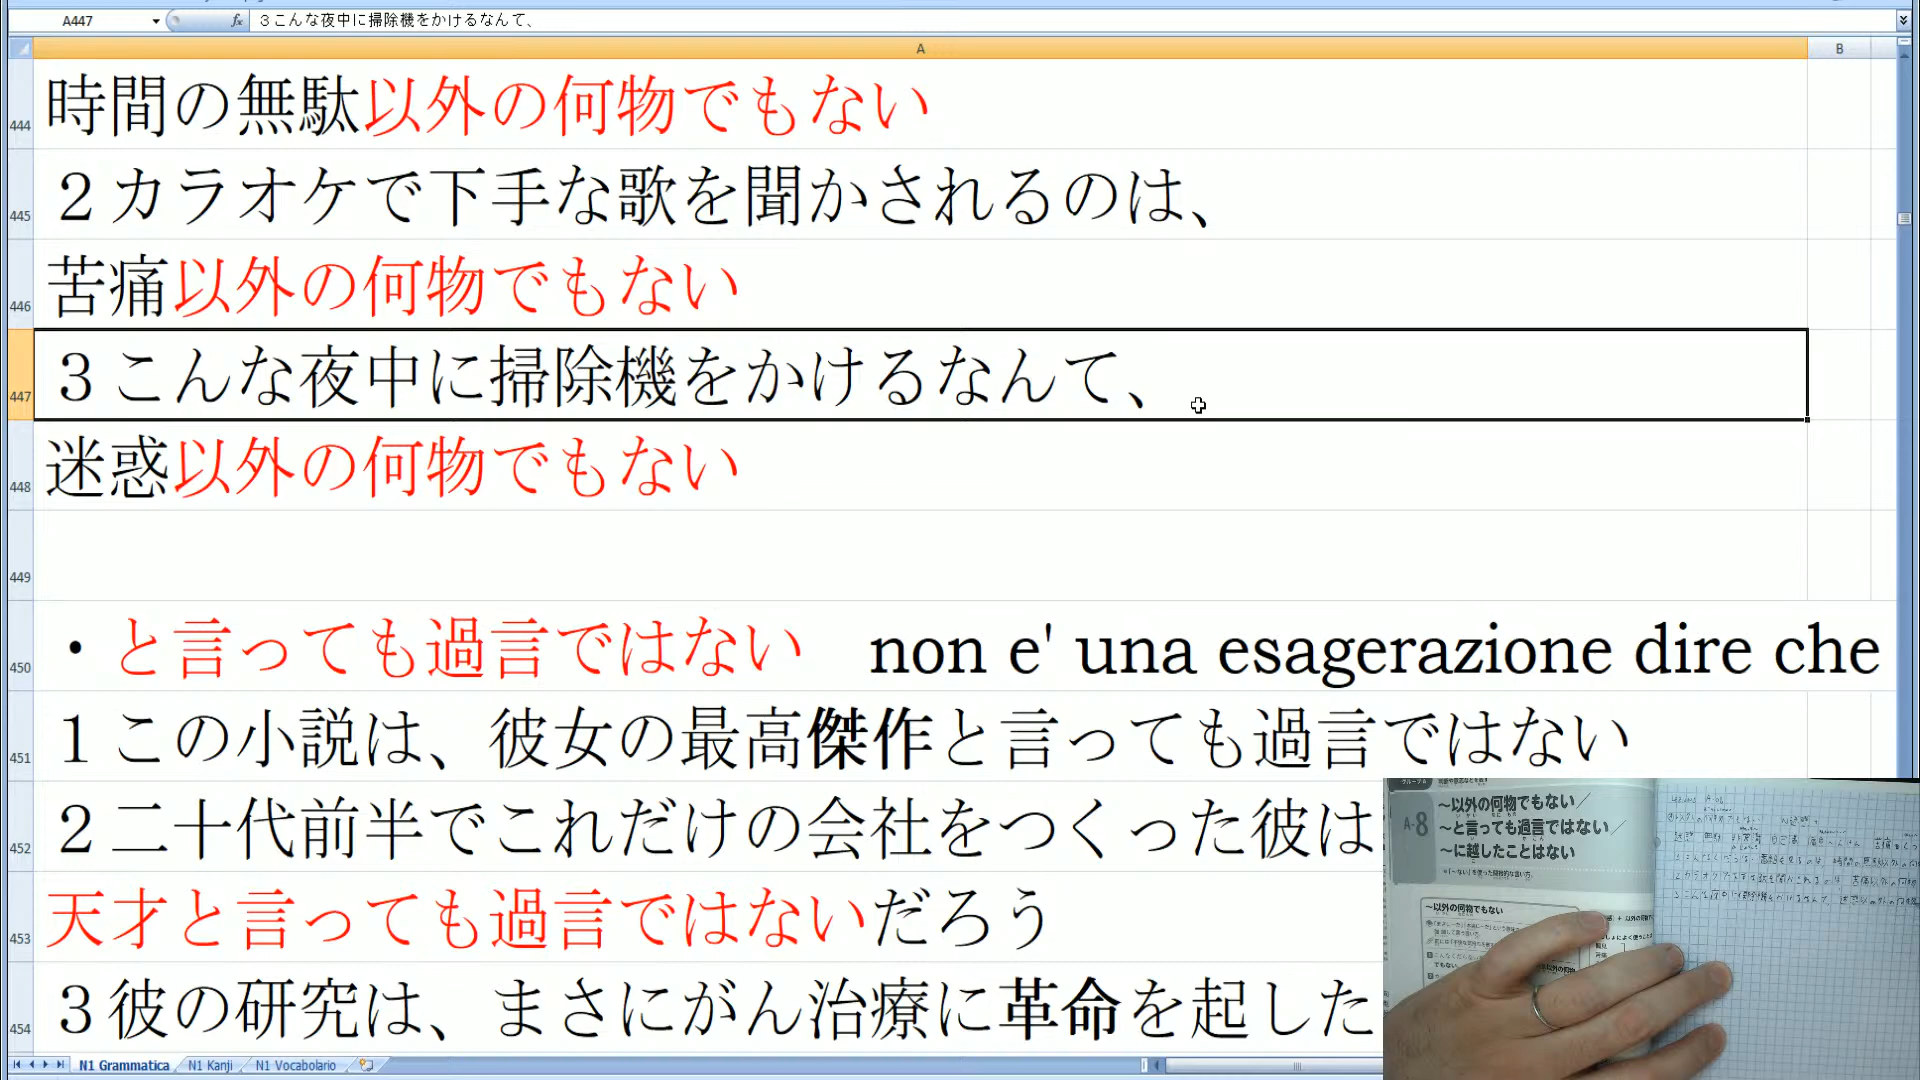 A447
fx
３こんな夜中に掃除機をかけるなんて、
A
B
444
時間の無駄以外の何物でもない
445
２カラオケで下手な歌を聞かされるのは、
446
苦痛以外の何物でもない
447
３こんな夜中に掃除機をかけるなんて、
448
迷惑以外の何物でもない
449
450
・と言っても過言ではない non e' una esagerazione dire che
451
１この小説は、彼女の最高傑作と言っても過言ではない
452
２二十代前半でこれだけの会社をつくった彼は
453
天才と言っても過言ではないだろう
454
３彼の研究は、まさにがん治療に革命を起した
N1 Grammatica
N1 Kanji
N1 Vocabolario
A-8
～以外の何物でもない／
～と言っても過言ではない／
～に越したことはない
～以外の何物でもない